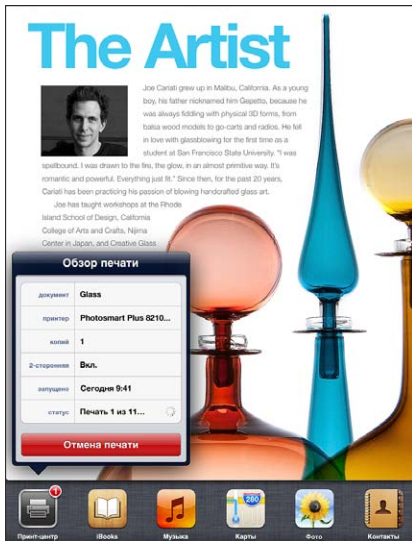 The Artist
Joe Cariati grew up in Malibu, California. As a young
boy, his father nicknamed him Gepetto, because he
was always fiddling with physical 3D forms, from
balsa wood models to go-carts and radios. He fell
in love with glassblowing for the first time as a
student at San Francisco State University. "I was
spellbound. I was drawn to the fire, the glow, in an almost primitive way. It's
romantic and powerful. Everything just fit." Since then, for the past 20 years,
Cariati has been practicing his passion of blowing handcrafted glass art.
Joe has taught workshops at the Rhode
Island School of Design, California
College of Arts and Crafts, Nijima
Center in Japan, and Creative Glass
Обзор печати
документ Glass
принтер Photosmart Plus 8210...
копий 1
2-сторонняя Вкл.
запущено Сегодня 9:41
статус Печать 1 из 11...
Отмена печати
1
280
Принт-центр iBooks Музыка Карты Фото Контакты